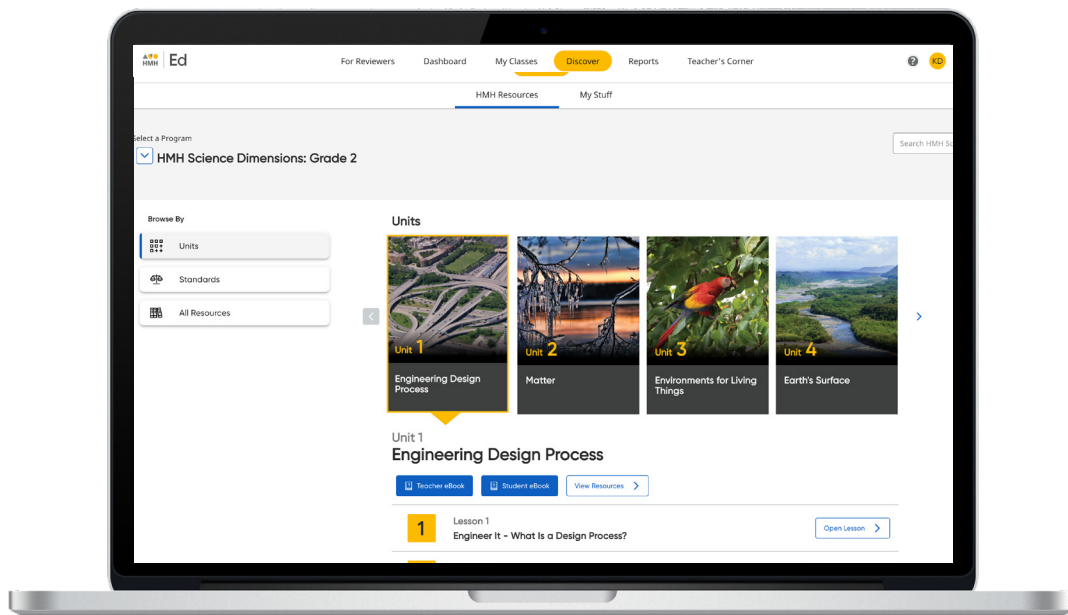 HMH
Ed
For Reviewers
Dashboard
My Classes
Discover
Reports
Teacher's Corner
?
KD
HMH Resources
My Stuff
Select a Program
HMH Science Dimensions: Grade 2
Search HMH Sc
Browse By
Units
Standards
All Resources
Units
Unit 1
Engineering Design
Process
Unit 2
Matter
Unit 3
Environments for Living
Things
Unit 4
Earth's Surface
Unit 1
Engineering Design Process
Teacher eBook
Student eBook
View Resources
1
Lesson 1
Engineer It - What Is a Design Process?
Open Lesson